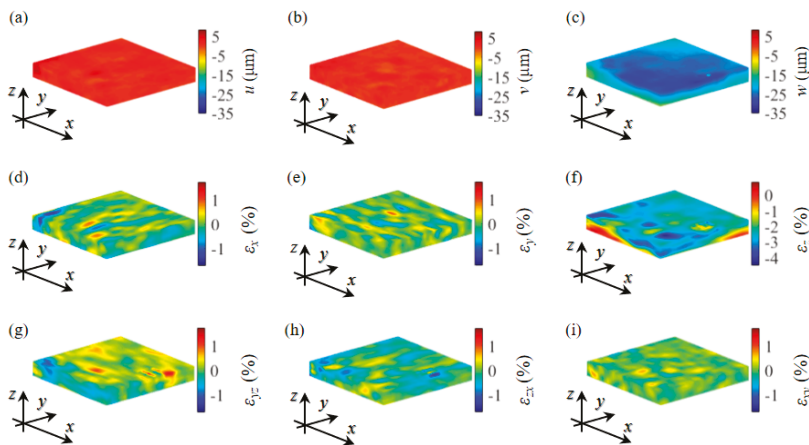 (a) (b) (c)
5 -5 -15 -25 -35 u (μm) 5 -5 -15 -25 -35 v (μm) 5 -5 -15 -25 -35 w (μm)
z y x z y x z y x
(d) (e) (f)
1 0 -1 εx (%) 1 0 -1 εy (%) 0 -1 -2 -3 -4 εz (%)
z y x z y x z y x
(g) (h) (i)
1 0 -1 εyz (%) 1 0 -1 εzx (%) 1 0 -1 εxy (%)
z y x z y x z y x